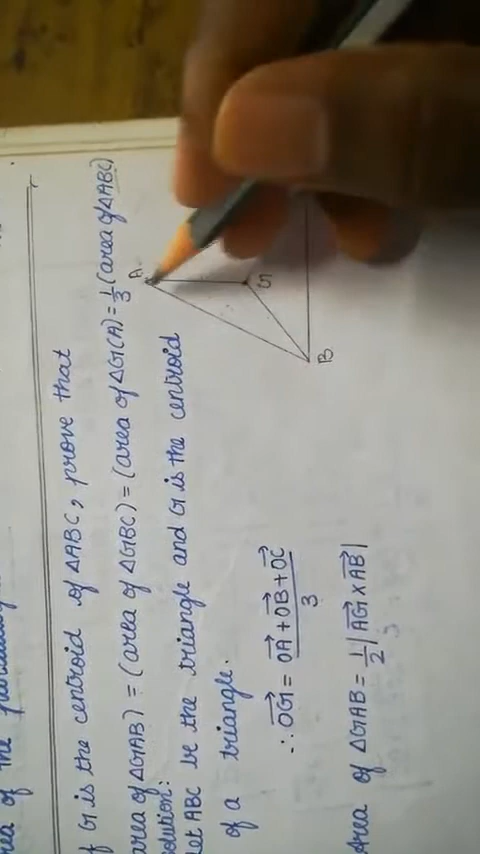 of the
f G is the centroid of ΔABC, prove that
area of ΔGAB) = (area of ΔGBC) = (area of ΔGCA) = 1/3 (area of ΔABC)
solution:
Let ABC be the triangle and G is the centroid
of a triangle.
∴ OG⃗ = (OA⃗ + OB⃗ + OC⃗)/3
Area of ΔGAB = 1/2 |AG⃗ × AB⃗|
A
G
B